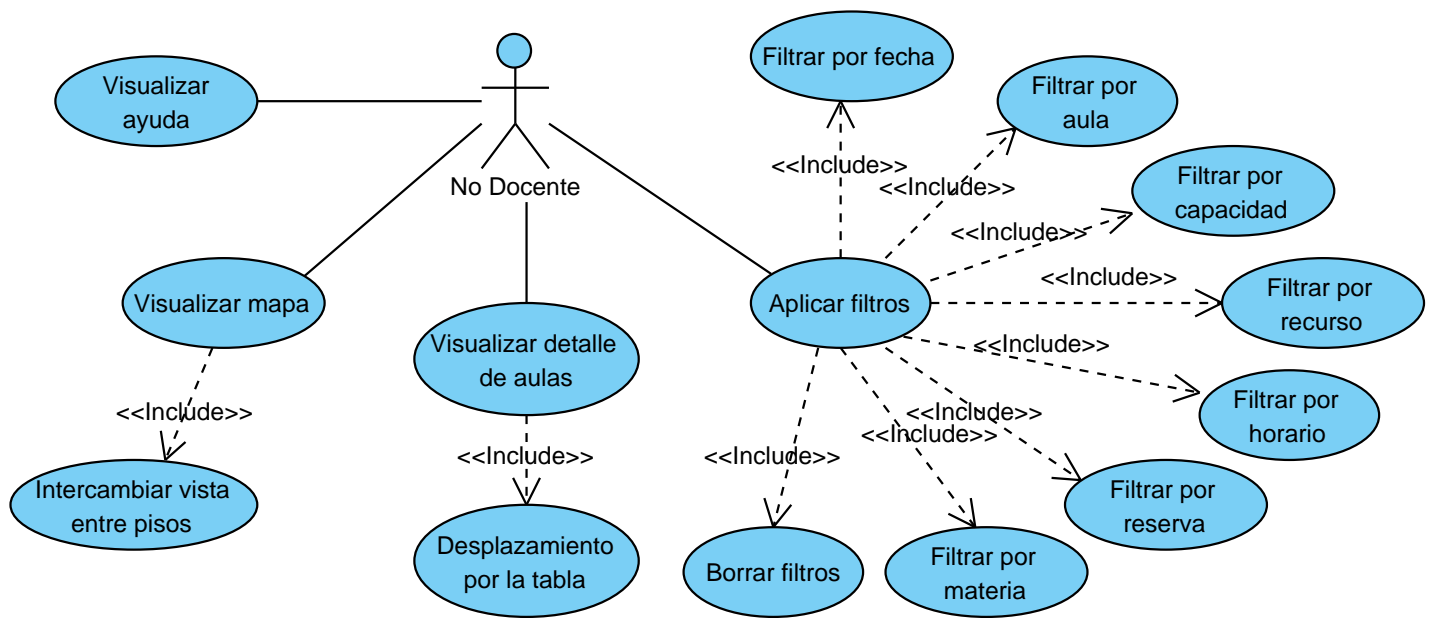 Filtrar por fecha
Visualizar
ayuda
Filtrar por
aula
<<Include>>
<<Include>>
No Docente
Filtrar por
capacidad
<<Include>>
<<Include>>
Visualizar mapa
Aplicar filtros
Filtrar por
recurso
Visualizar detalle
de aulas
<<Include>>
Filtrar por
horario
<<Include>>
<<Include>>
<<Include>>
<<Include>>
<<Include>>
Intercambiar vista
entre pisos
Filtrar por
reserva
Desplazamiento
por la tabla
Borrar filtros
Filtrar por
materia
<<Include>>